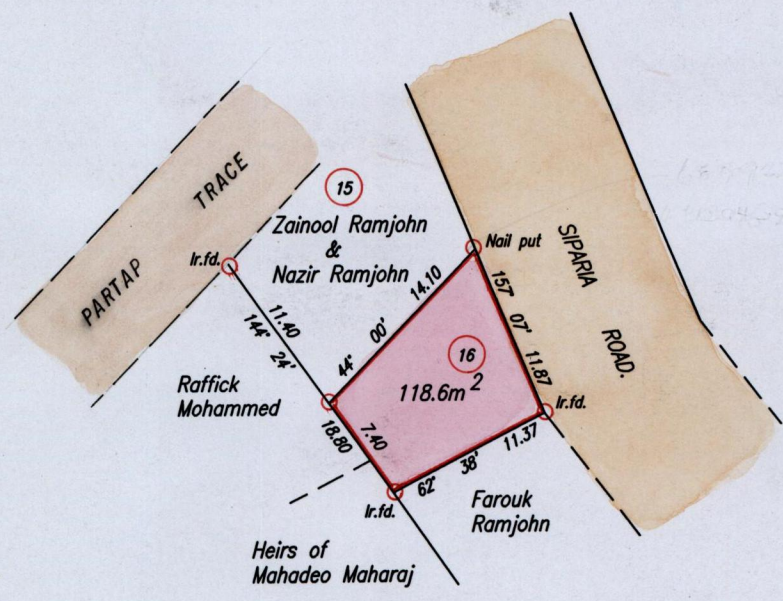 PARTAP TRACE
15
Zainool Ramjohn
&
Nazir Ramjohn
Ir.fd.
Nail put
SIPARIA
ROAD.
11.40
144° 24'
44° 00' 14.10
157° 07' 11.87
16
118.6m2
Ir.fd.
Raffick
Mohammed
18.80
7.40
62° 38' 11.37
Ir.fd.
Farouk
Ramjohn
Heirs of
Mahadeo Maharaj